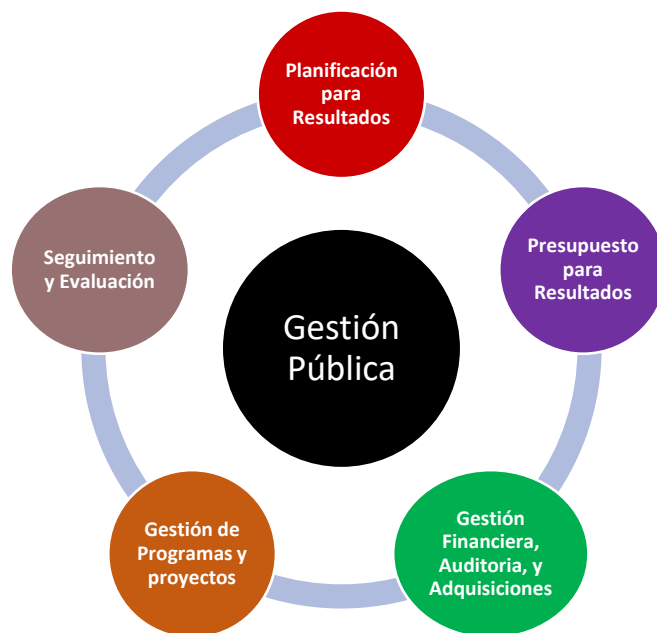 Planificación
para
Resultados
Presupuesto
para
Resultados
Gestión
Financiera,
Auditoria, y
Adquisiciones
Gestión de
Programas y
proyectos
Seguimiento
y Evaluación
Gestión
Pública